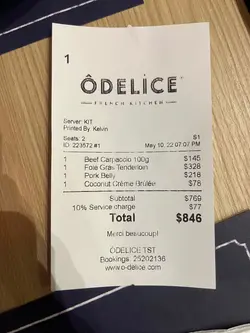 1
ÔDELICE
FRENCH KITCHEN
Server: KIT
Printed By: Kelvin
Seats: 2 $1
ID: 223572 #1 May 10, 22 07:07 PM
1 Beef Carpaccio 100g $145
1 Foie Gras Tenderloin $328
1 Pork Belly $218
1 Coconut Crème Brûlée $78
Subtotal $769
10% Service charge $77
Total $846
Merci beaucoup!
ÔDELICE TST
Bookings: 25202136
www.o-delice.com